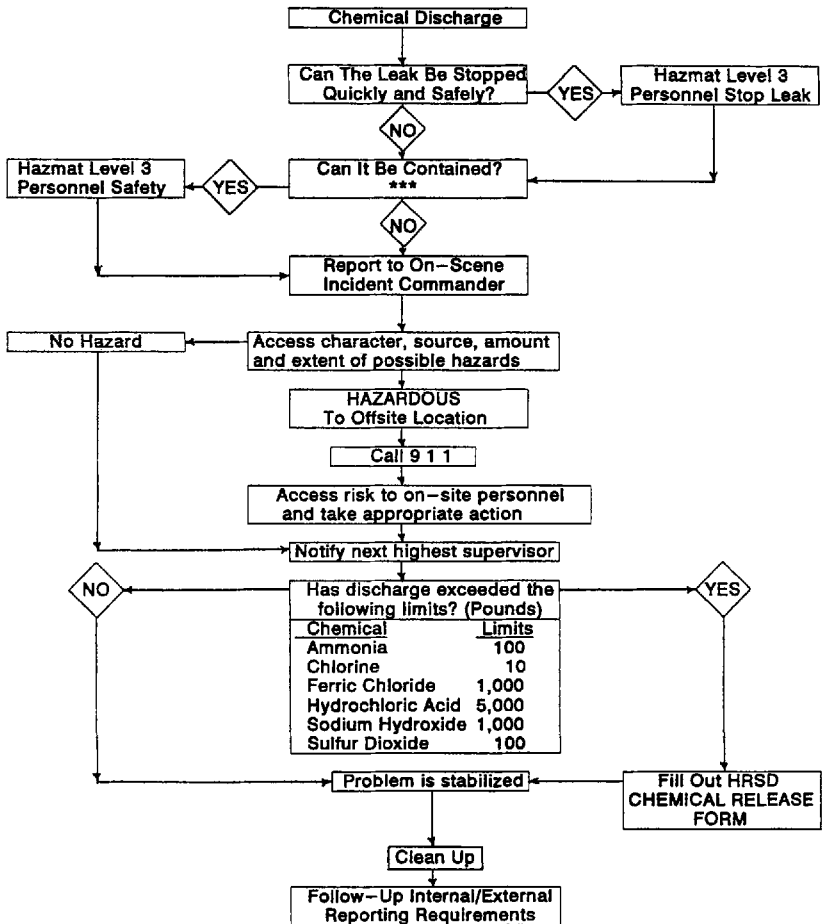 Chemical Discharge
Can The Leak Be Stopped
Quickly and Safely?
YES
Hazmat Level 3
Personnel Stop Leak
NO
Hazmat Level 3
Personnel Safety
YES
Can It Be Contained?
***
NO
Report to On-Scene
Incident Commander
No Hazard
Access character, source, amount
and extent of possible hazards
HAZARDOUS
To Offsite Location
Call 9 1 1
Access risk to on-site personnel
and take appropriate action
Notify next highest supervisor
NO
Has discharge exceeded the
following limits? (Pounds)
YES
Chemical Limits
Ammonia 100
Chlorine 10
Ferric Chloride 1,000
Hydrochloric Acid 5,000
Sodium Hydroxide 1,000
Sulfur Dioxide 100
Problem is stabilized
Fill Out HRSD
CHEMICAL RELEASE
FORM
Clean Up
Follow-Up Internal/External
Reporting Requirements